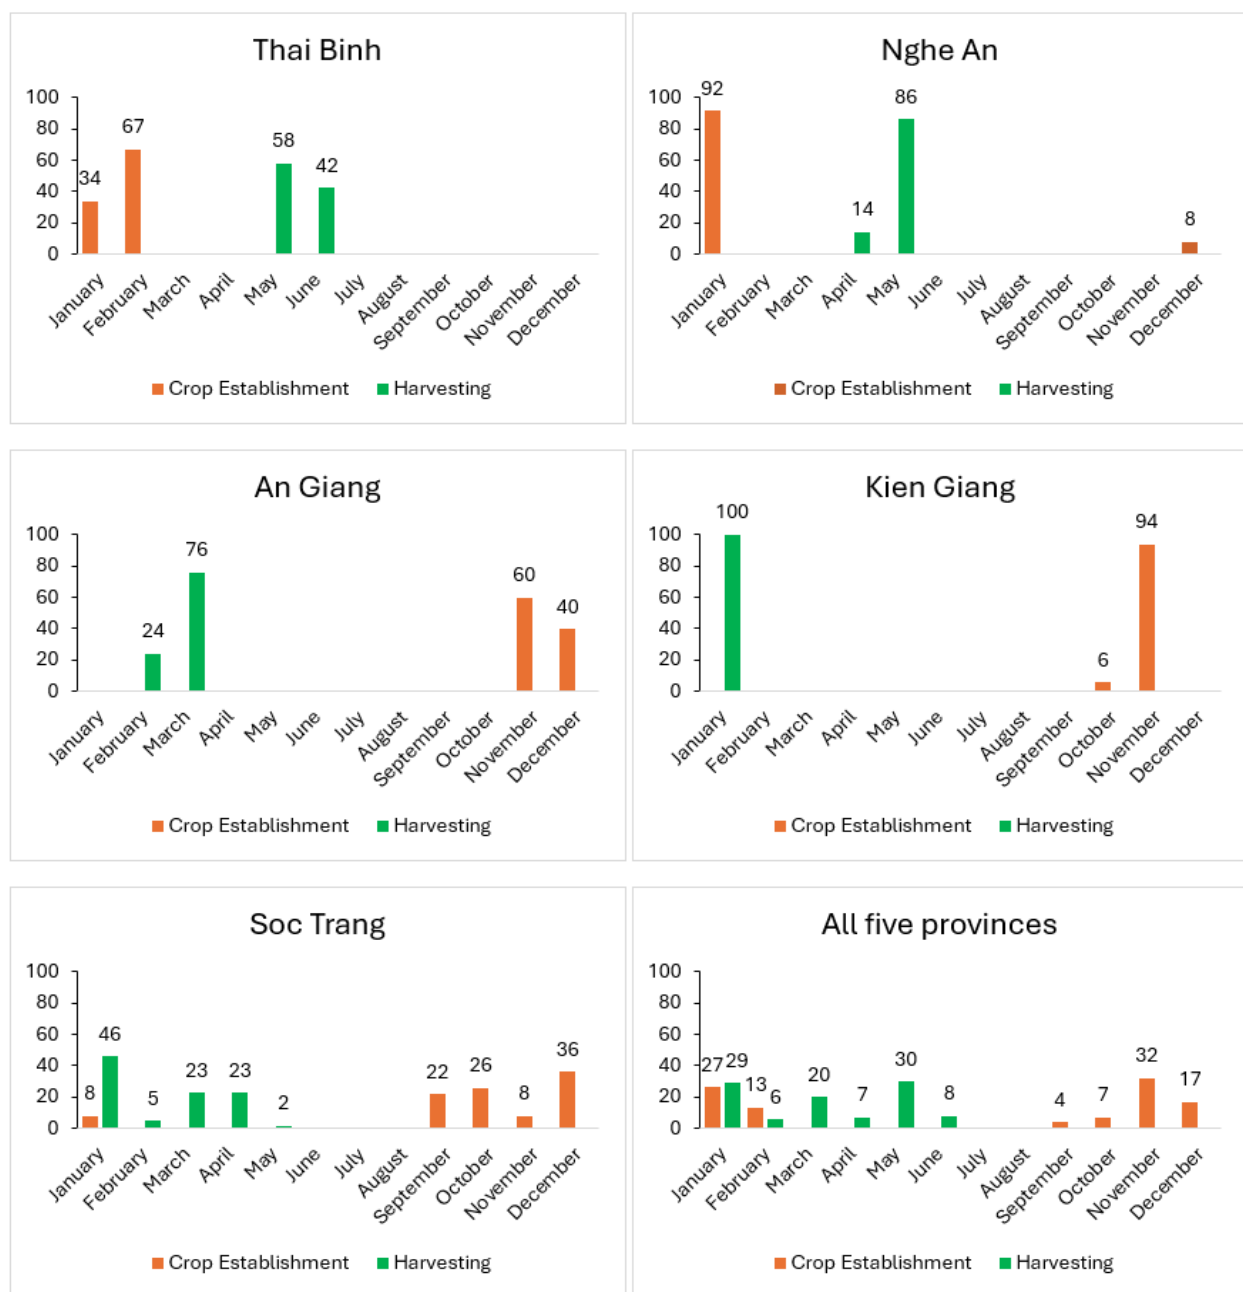 Thai Binh
100
80
60
40
20
0
34
67
58
42
January
February
March
April
May
June
July
August
September
October
November
December
Crop Establishment Harvesting
Nghe An
100
80
60
40
20
0
92
14
86
8
January
February
March
April
May
June
July
August
September
October
November
December
Crop Establishment Harvesting
An Giang
100
80
60
40
20
0
24
76
60
40
January
February
March
April
May
June
July
August
September
October
November
December
Crop Establishment Harvesting
Kien Giang
100
80
60
40
20
0
100
6
94
January
February
March
April
May
June
July
August
September
October
November
December
Crop Establishment Harvesting
Soc Trang
100
80
60
40
20
0
8
46
5
23
23
2
22
26
8
36
January
February
March
April
May
June
July
August
September
October
November
December
Crop Establishment Harvesting
All five provinces
100
80
60
40
20
0
27
29
13
6
20
7
30
8
4
7
32
17
January
February
March
April
May
June
July
August
September
October
November
December
Crop Establishment Harvesting